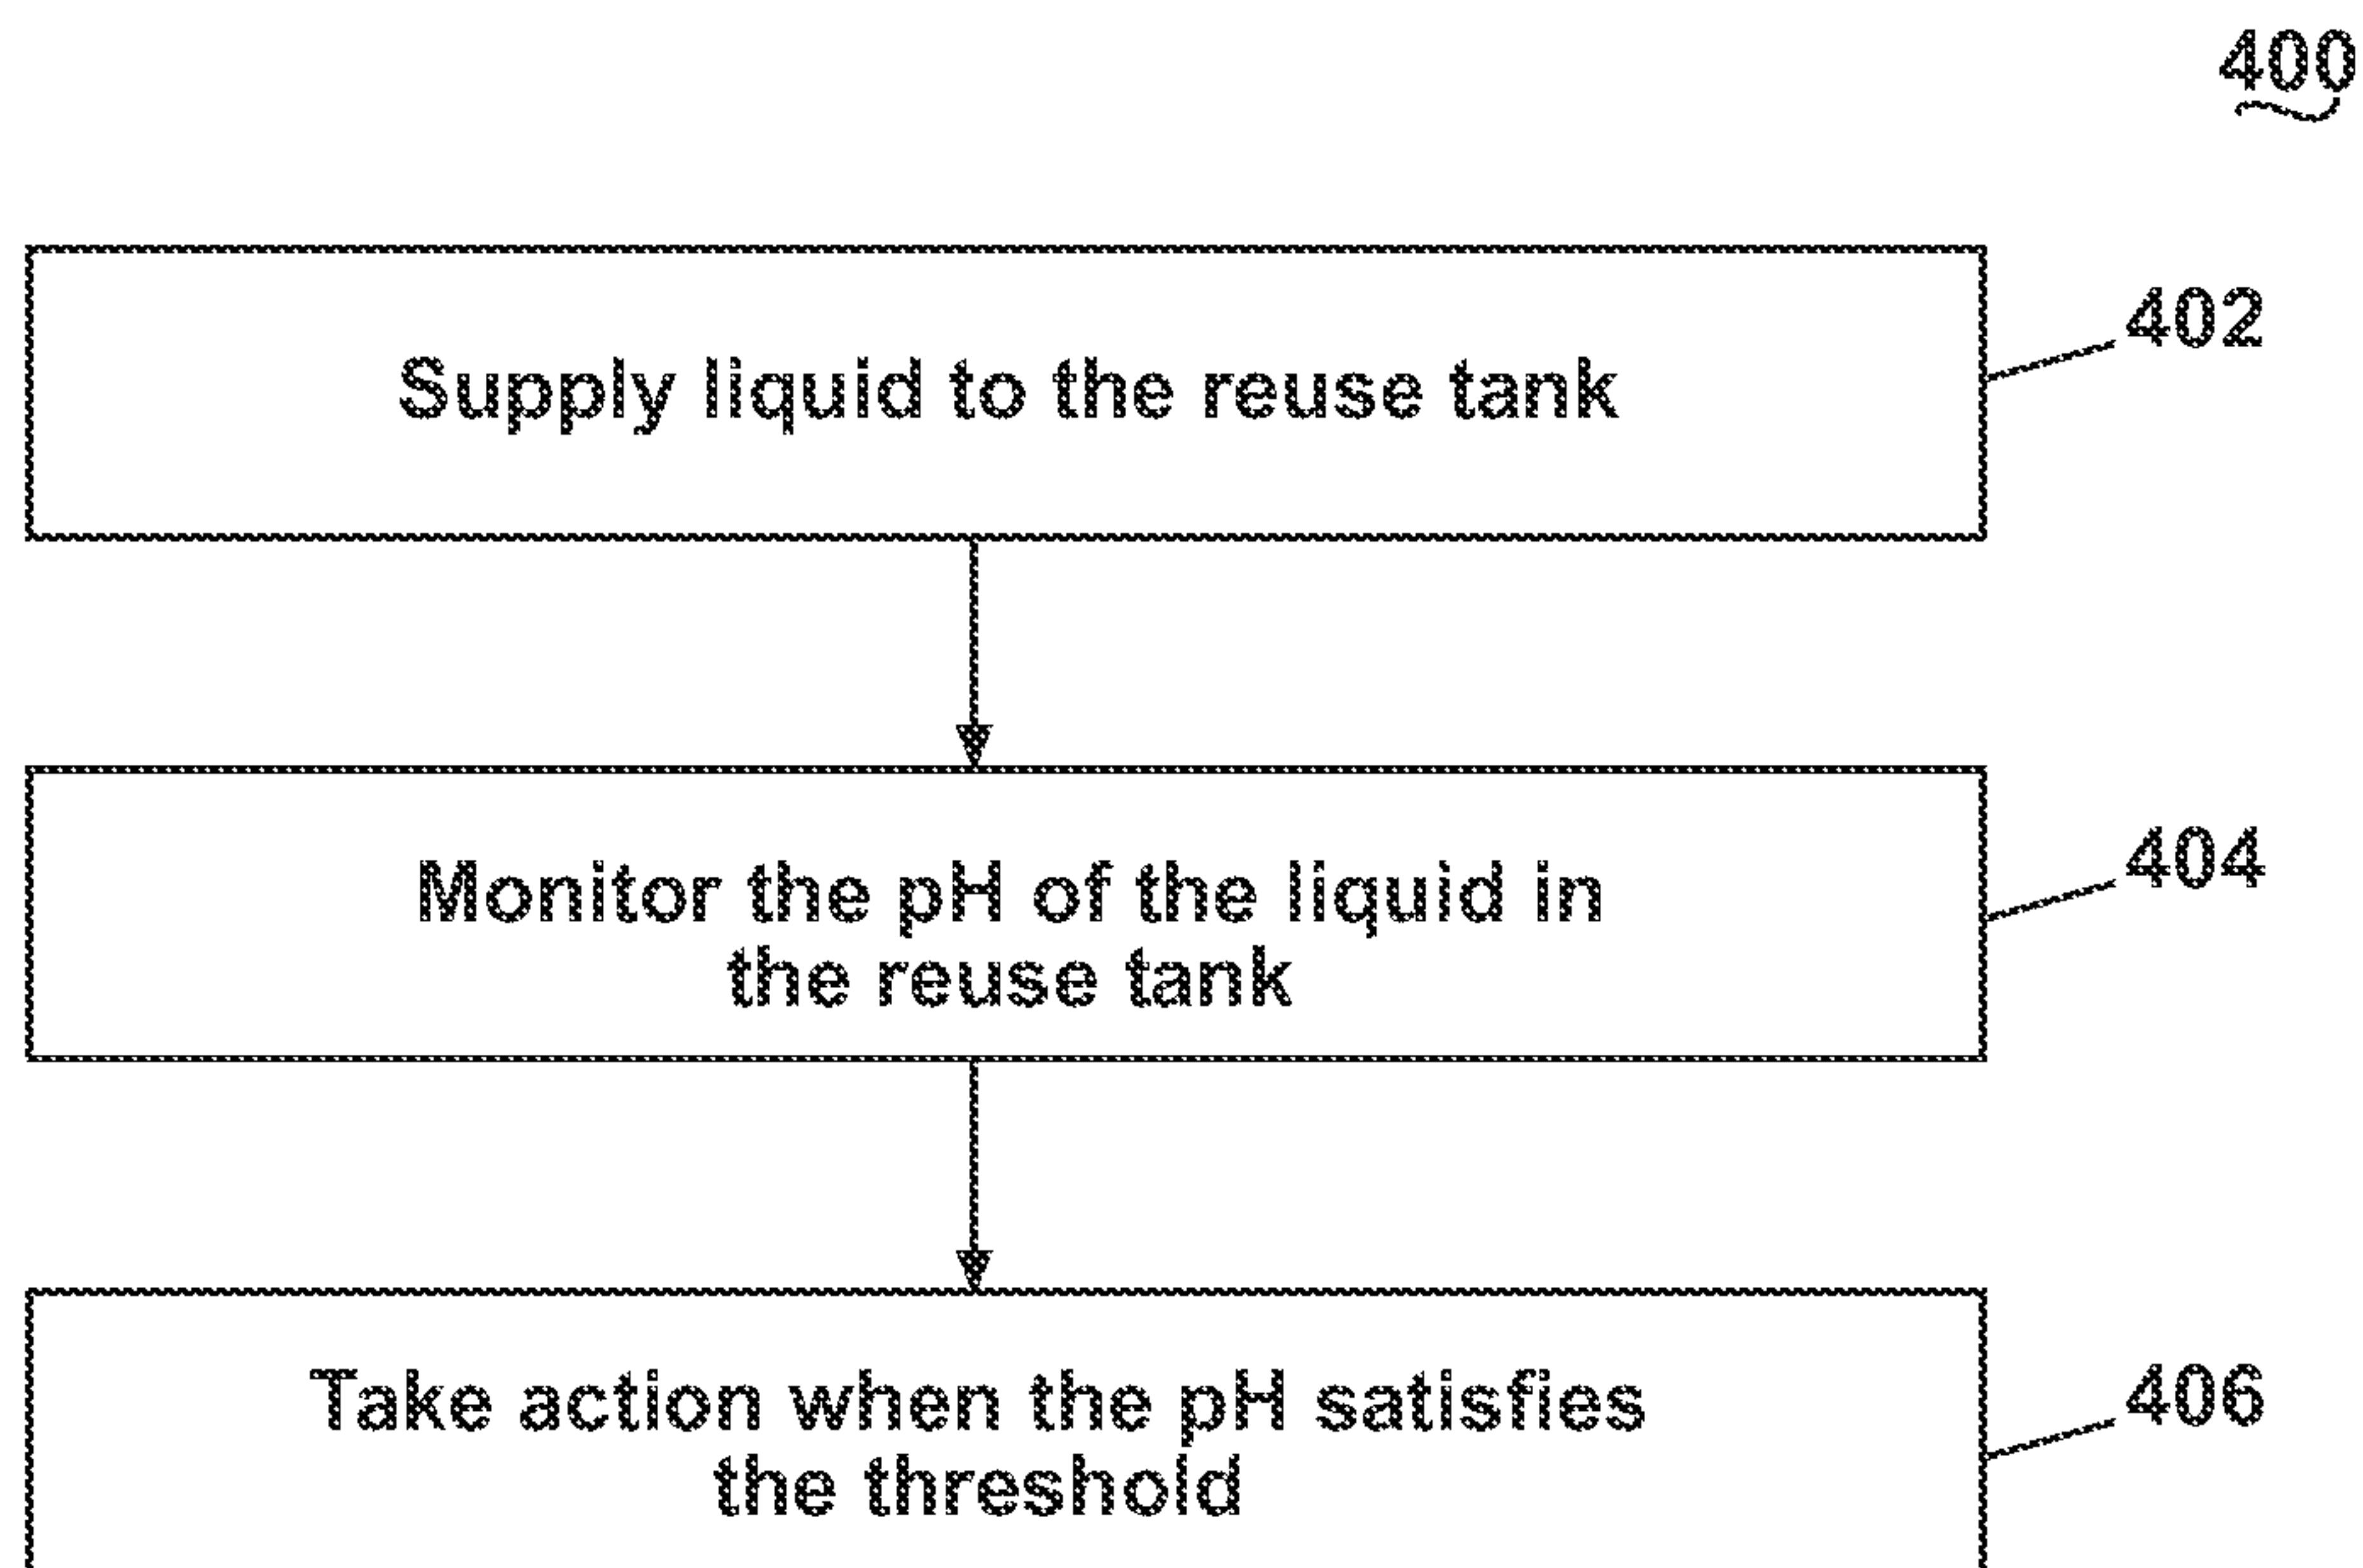 400
Supply liquid to the reuse tank
402
Monitor the pH of the liquid in
the reuse tank
404
Take action when the pH satisfies
the threshold
406